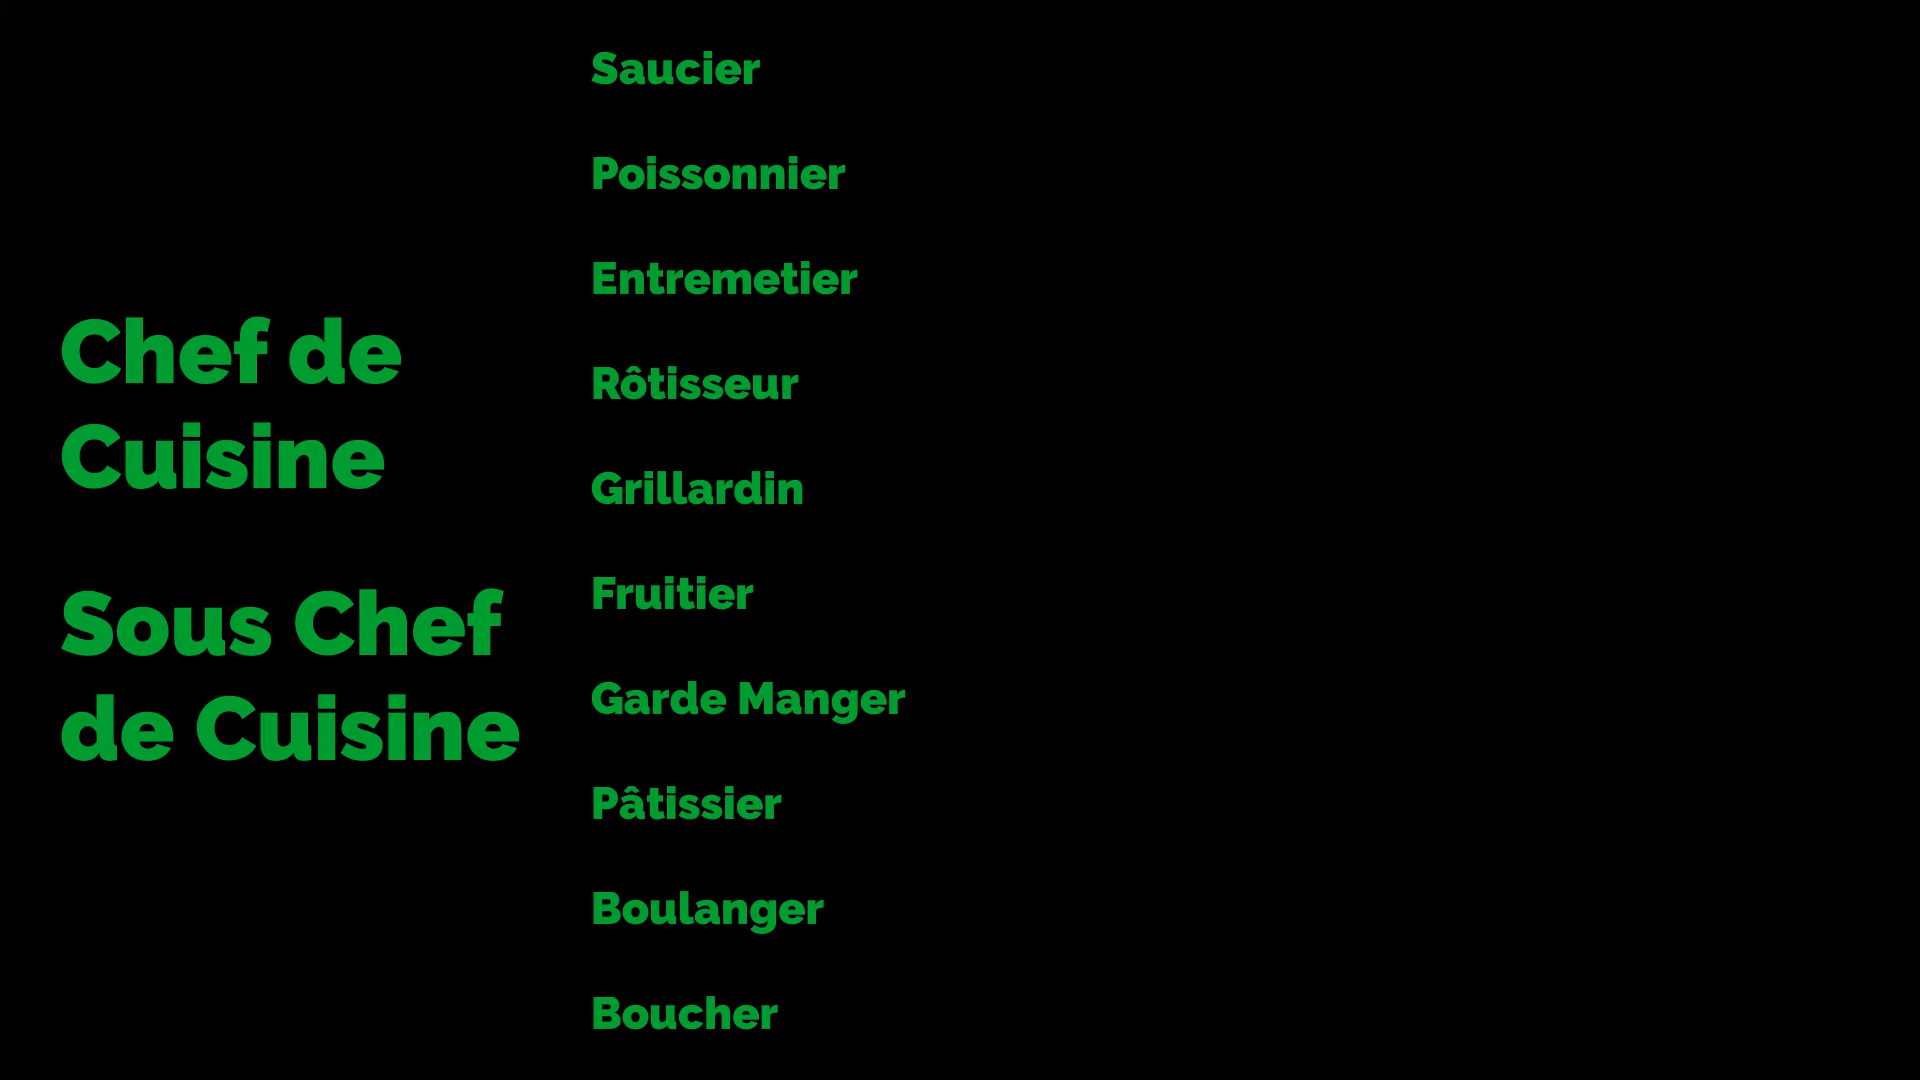 Chef de
Cuisine
Sous Chef
de Cuisine
Saucier
Poissonnier
Entremetier
Rôtisseur
Grillardin
Fruitier
Garde Manger
Pâtissier
Boulanger
Boucher